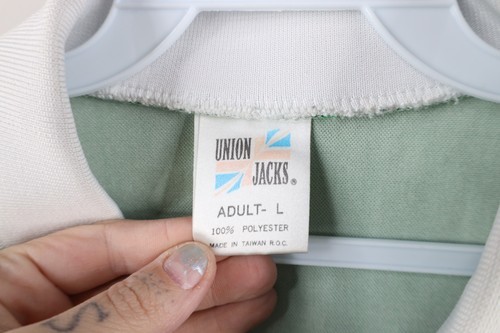 UNION
JACKS®
ADULT- L
100% POLYESTER
MADE IN TAIWAN R.O.C.